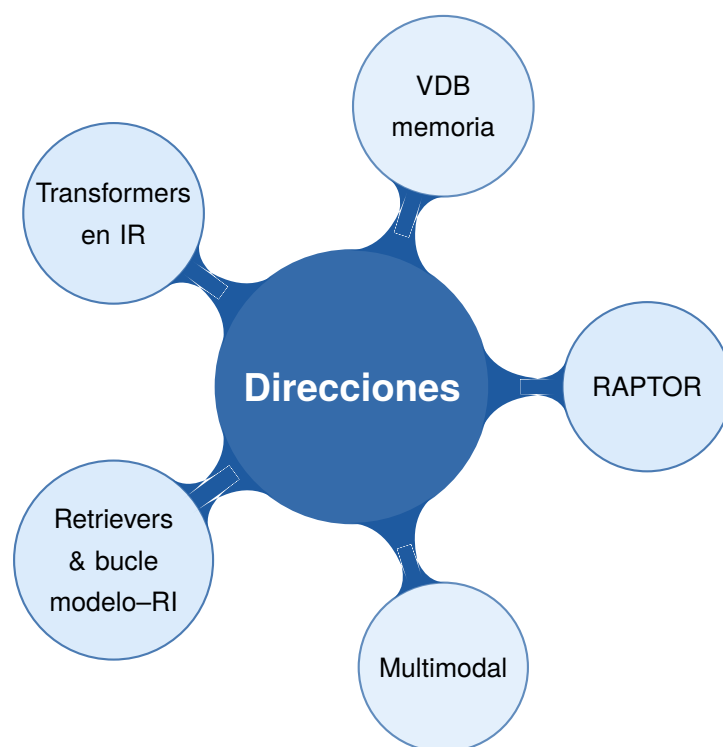 VDB
memoria
Transformers
en IR
Direcciones
RAPTOR
Retrievers
& bucle
modelo–RI
Multimodal